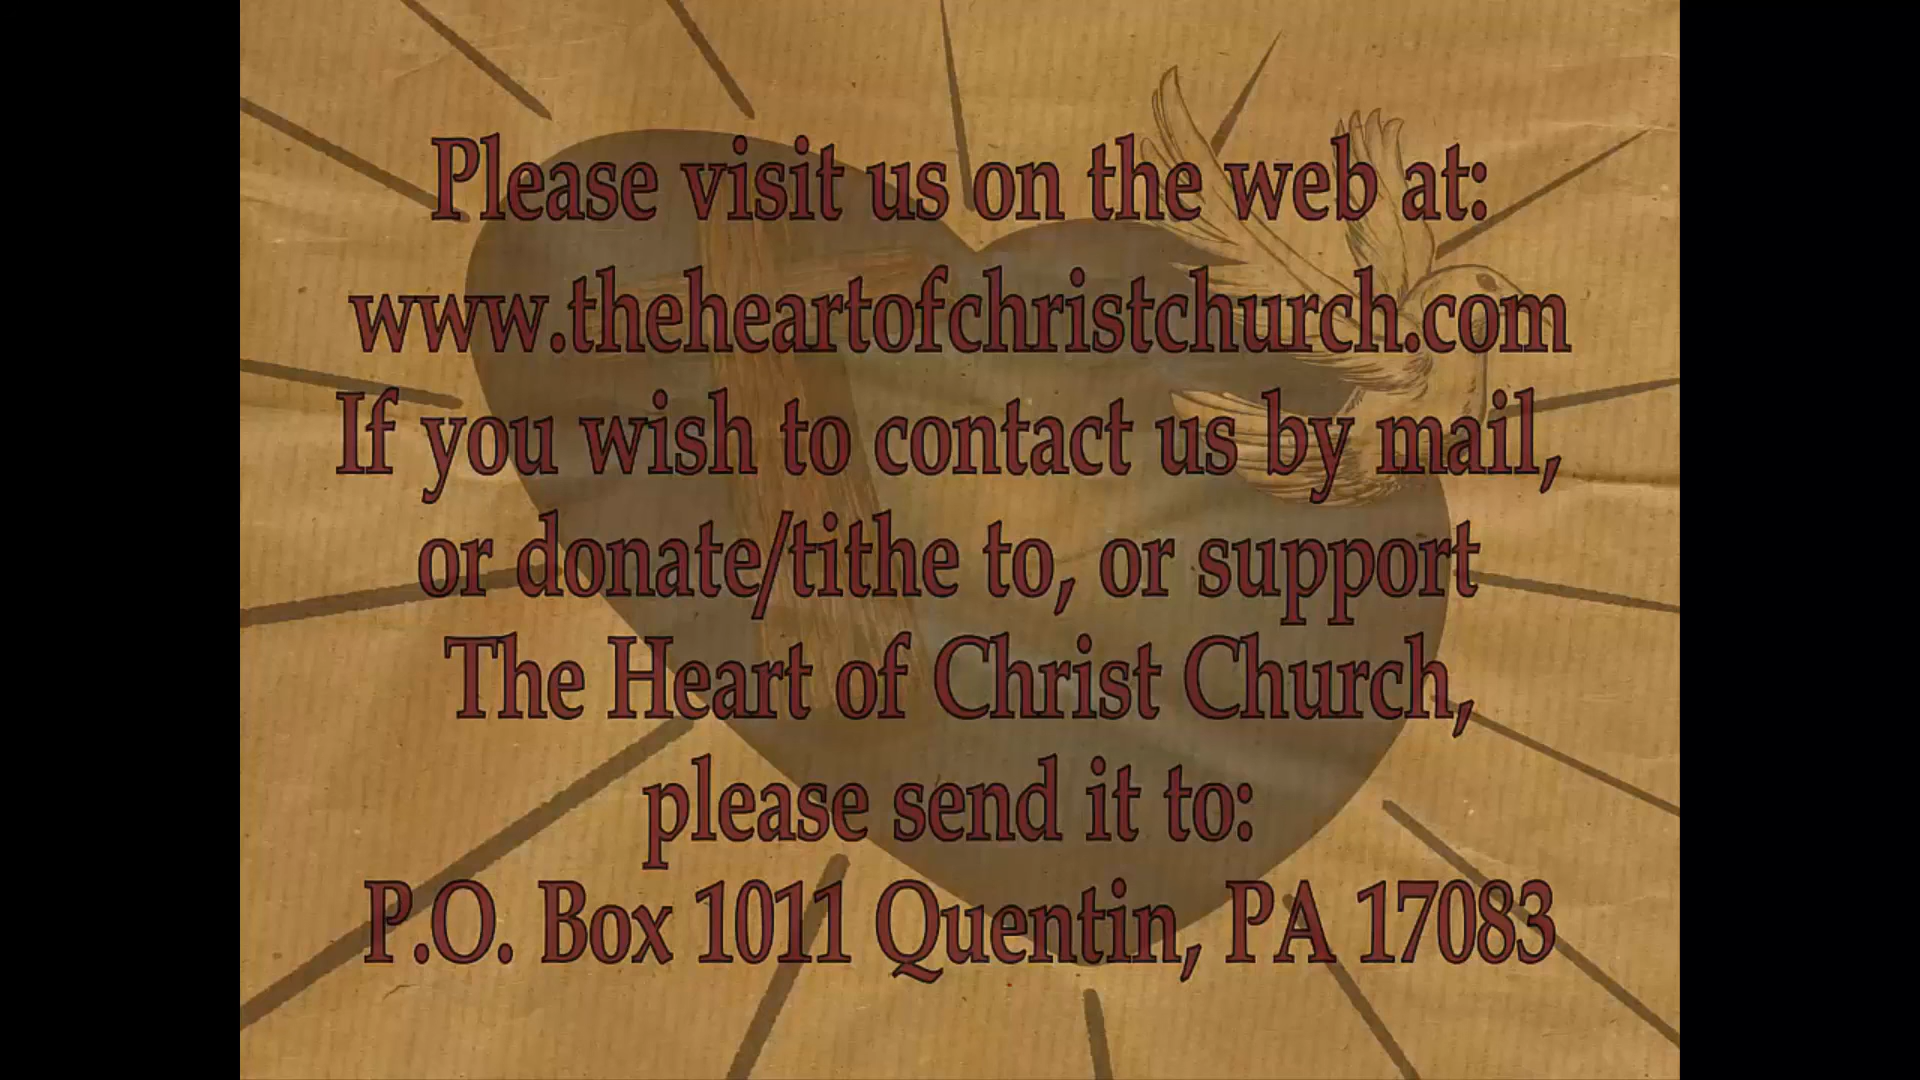 Please visit us on the web at:
www.theheartofchristchurch.com
If you wish to contact us by mail,
or donate/tithe to, or support
The Heart of Christ Church,
please send it to:
P.O. Box 1011 Quentin, PA 17083